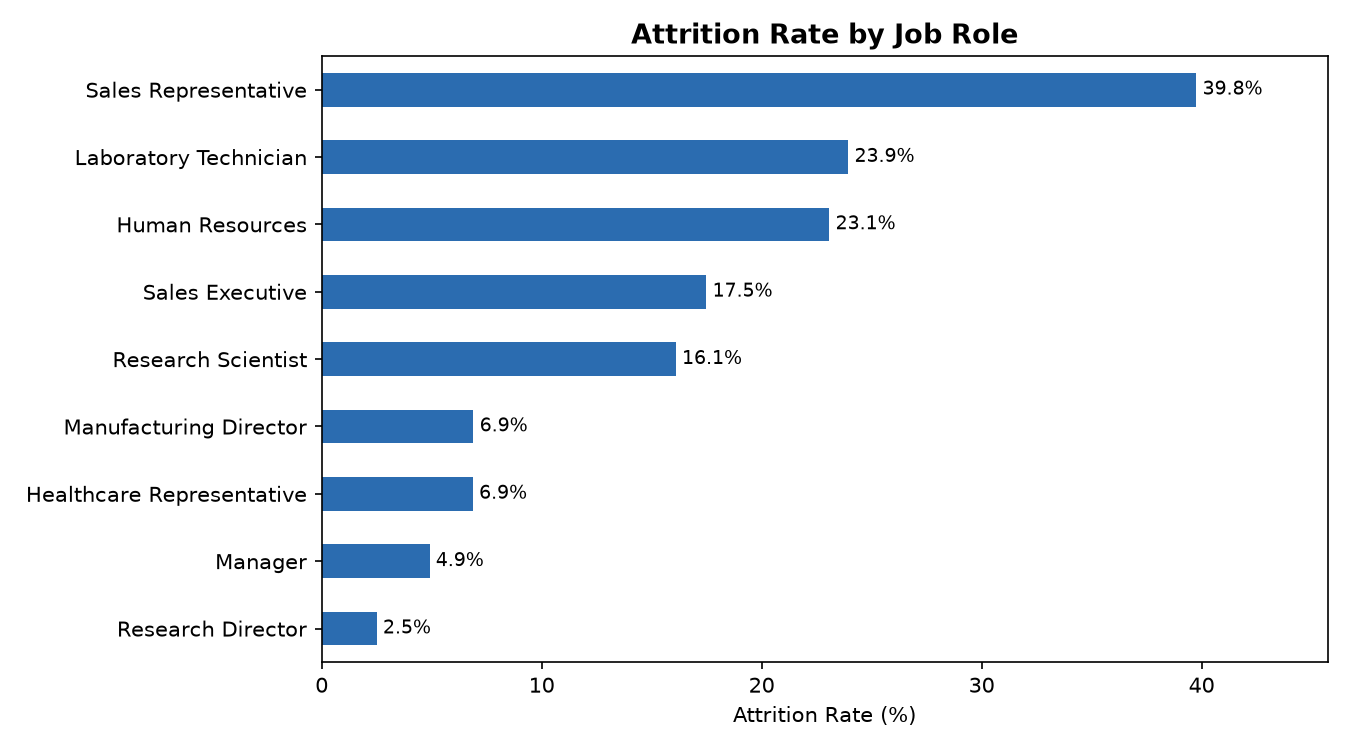 Attrition Rate by Job Role
Sales Representative 39.8%
Laboratory Technician 23.9%
Human Resources 23.1%
Sales Executive 17.5%
Research Scientist 16.1%
Manufacturing Director 6.9%
Healthcare Representative 6.9%
Manager 4.9%
Research Director 2.5%
0 10 20 30 40
Attrition Rate (%)